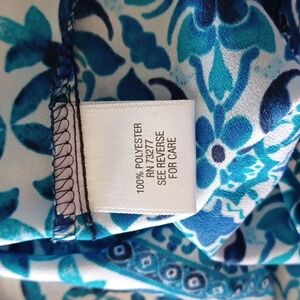 100% POLYESTER
RN 73277
SEE REVERSE
FOR CARE